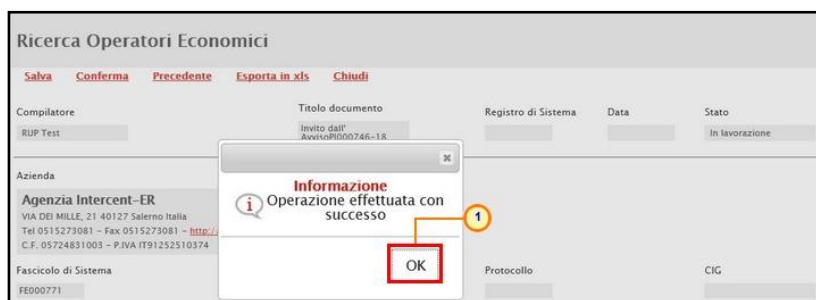 Ricerca Operatori Economici
Salva Conferma Precedente Esporta in xls Chiudi
Compilatore Titolo documento Registro di Sistema Data Stato
RUP Test Invito dall' In lavorazione
AvvisoPI000746-18
Azienda
Informazione
Agenzia Intercent-ER
Operazione effettuata con
VIA DEI MILLE, 21 40127 Salerno Italia
successo
1
Tel 0515273081 - Fax 0515273081 - http:/
C.F. 05724831003 - P.IVA IT91252510374
OK
Fascicolo di Sistema Protocollo CIG
FE000771